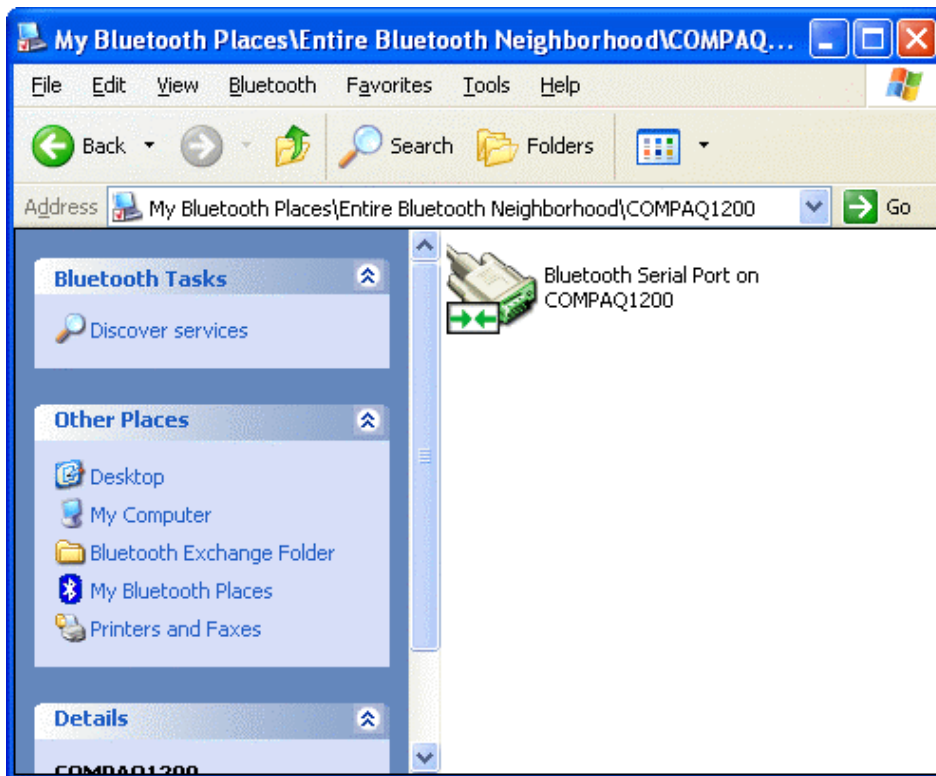 My Bluetooth Places\Entire Bluetooth Neighborhood\COMPAQ...
File Edit View Bluetooth Favorites Tools Help
Back Search Folders
Address My Bluetooth Places\Entire Bluetooth Neighborhood\COMPAQ1200 Go
Bluetooth Tasks
Discover services
Other Places
Desktop
My Computer
Bluetooth Exchange Folder
My Bluetooth Places
Printers and Faxes
Details
COMPAQ1200
Bluetooth Serial Port on
COMPAQ1200